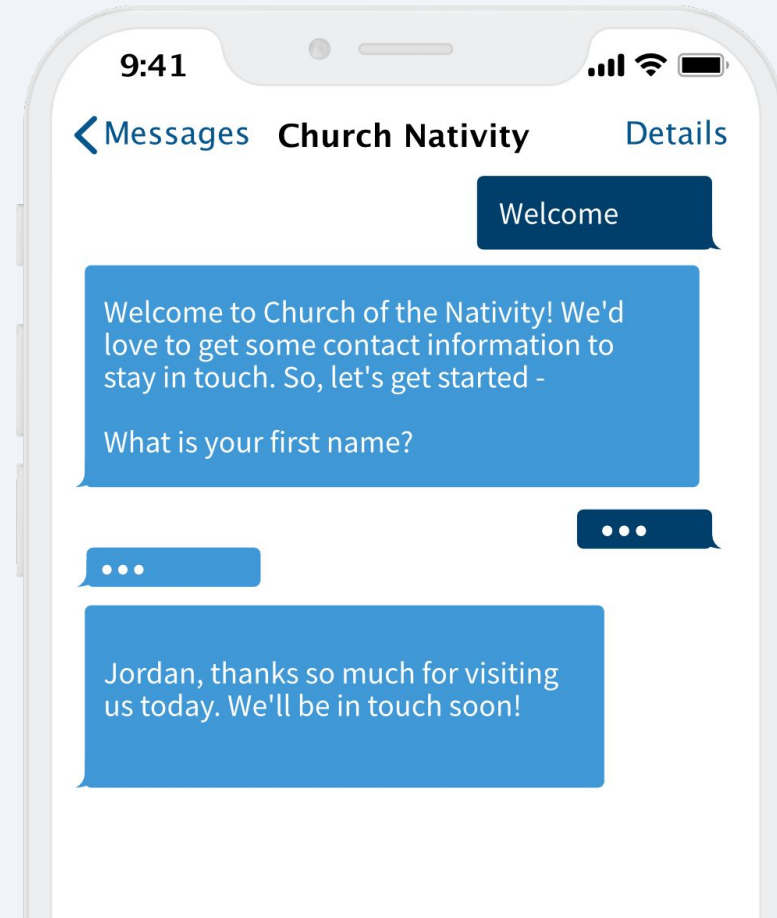 9:41
Messages Church Nativity Details
Welcome
Welcome to Church of the Nativity! We'd
love to get some contact information to
stay in touch. So, let's get started -
What is your first name?
•••
•••
Jordan, thanks so much for visiting
us today. We'll be in touch soon!